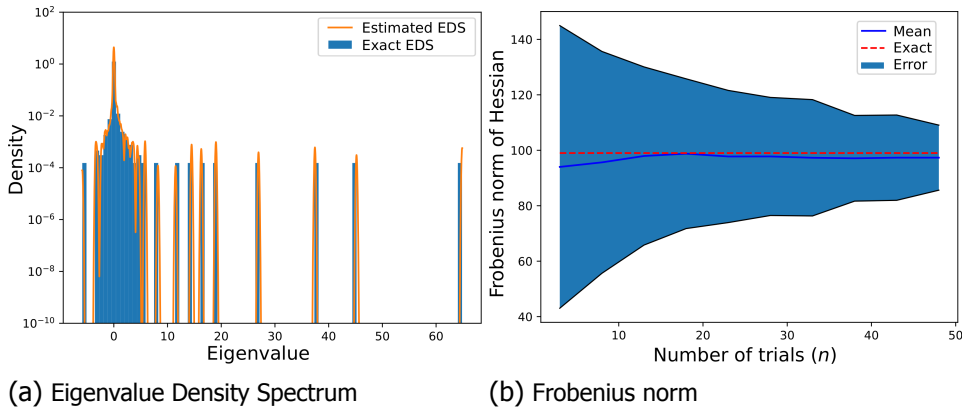 10^2
10^0
10^-2
10^-4
10^-6
10^-8
10^-10
Density
Estimated EDS
Exact EDS
0
10
20
30
40
50
60
Eigenvalue
(a) Eigenvalue Density Spectrum
140
120
100
80
60
40
Frobenius norm of Hessian
Mean
Exact
Error
10
20
30
40
50
Number of trials (n)
(b) Frobenius norm